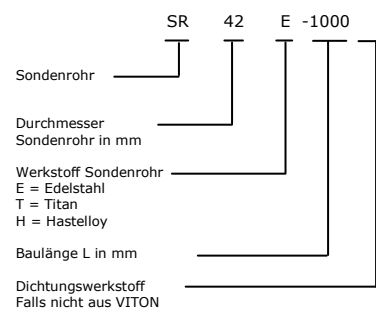 SR 42 E -1000
Sondenrohr
Durchmesser
Sondenrohr in mm
Werkstoff Sondenrohr
E = Edelstahl
T = Titan
H = Hastelloy
Baulänge L in mm
Dichtungswerkstoff
Falls nicht aus VITON